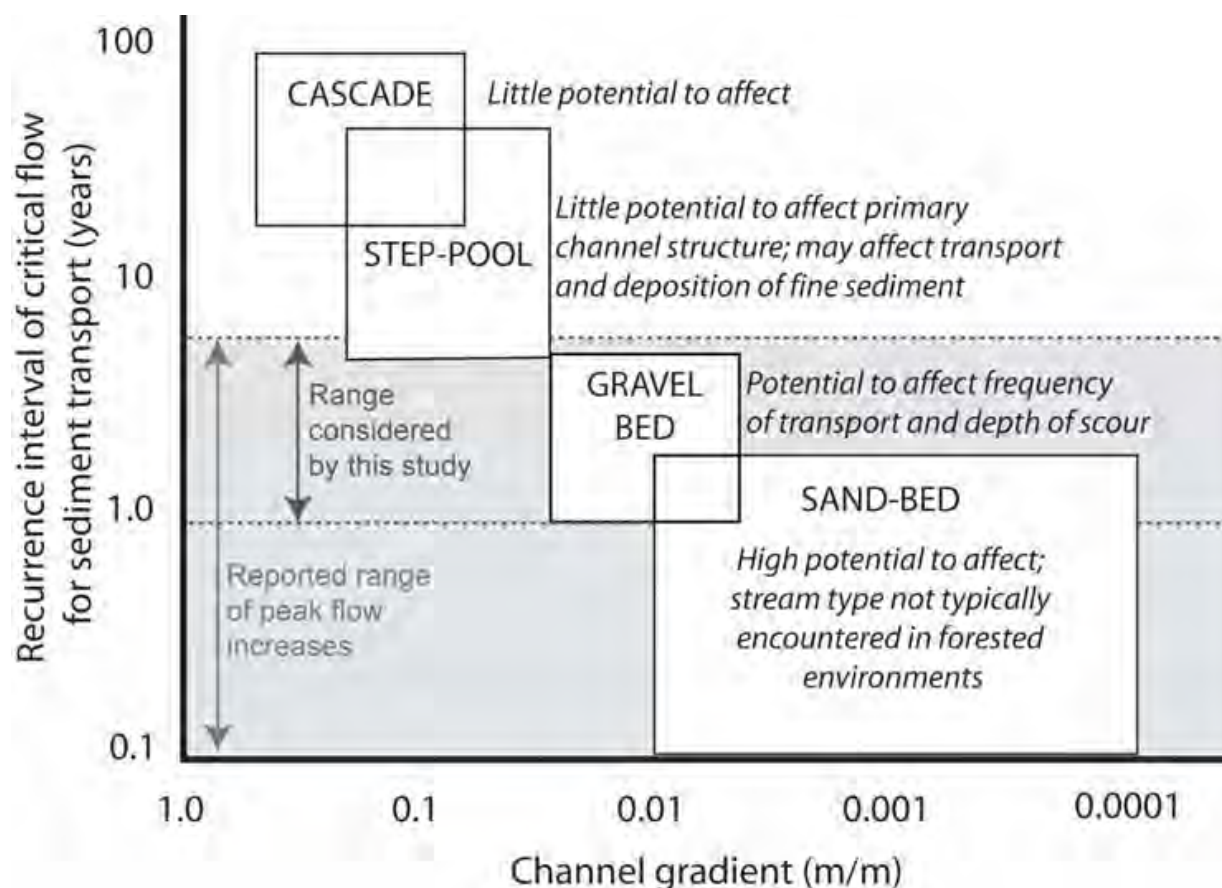 Recurrence interval of critical flow
for sediment transport (years)
100
10
1.0
0.1
CASCADE
Little potential to affect
STEP-POOL
Little potential to affect primary
channel structure; may affect transport
and deposition of fine sediment
Range
considered
by this study
GRAVEL
BED
Potential to affect frequency
of transport and depth of scour
Reported range
of peak flow
increases
SAND-BED
High potential to affect;
stream type not typically
encountered in forested
environments
1.0
0.1
0.01
0.001
0.0001
Channel gradient (m/m)